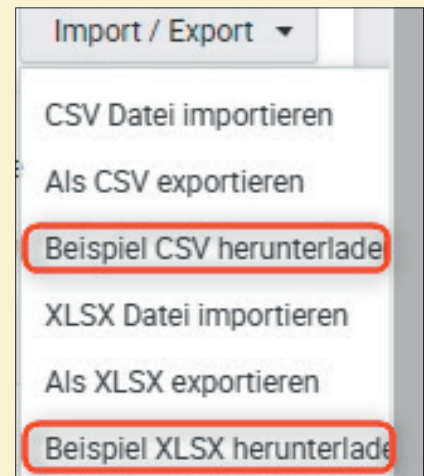 Import / Export
CSV Datei importieren
Als CSV exportieren
Beispiel CSV herunterlade
XLSX Datei importieren
Als XLSX exportieren
Beispiel XLSX herunterlade